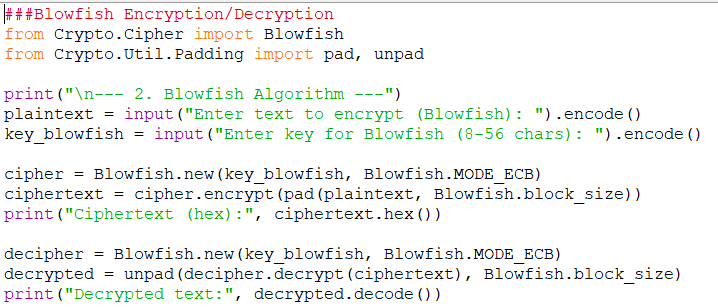 ###Blowfish Encryption/Decryption
from Crypto.Cipher import Blowfish
from Crypto.Util.Padding import pad, unpad
print("\n--- 2. Blowfish Algorithm ---")
plaintext = input("Enter text to encrypt (Blowfish): ").encode()
key_blowfish = input("Enter key for Blowfish (8-56 chars): ").encode()
cipher = Blowfish.new(key_blowfish, Blowfish.MODE_ECB)
ciphertext = cipher.encrypt(pad(plaintext, Blowfish.block_size))
print("Ciphertext (hex):", ciphertext.hex())
decipher = Blowfish.new(key_blowfish, Blowfish.MODE_ECB)
decrypted = unpad(decipher.decrypt(ciphertext), Blowfish.block_size)
print("Decrypted text:", decrypted.decode())